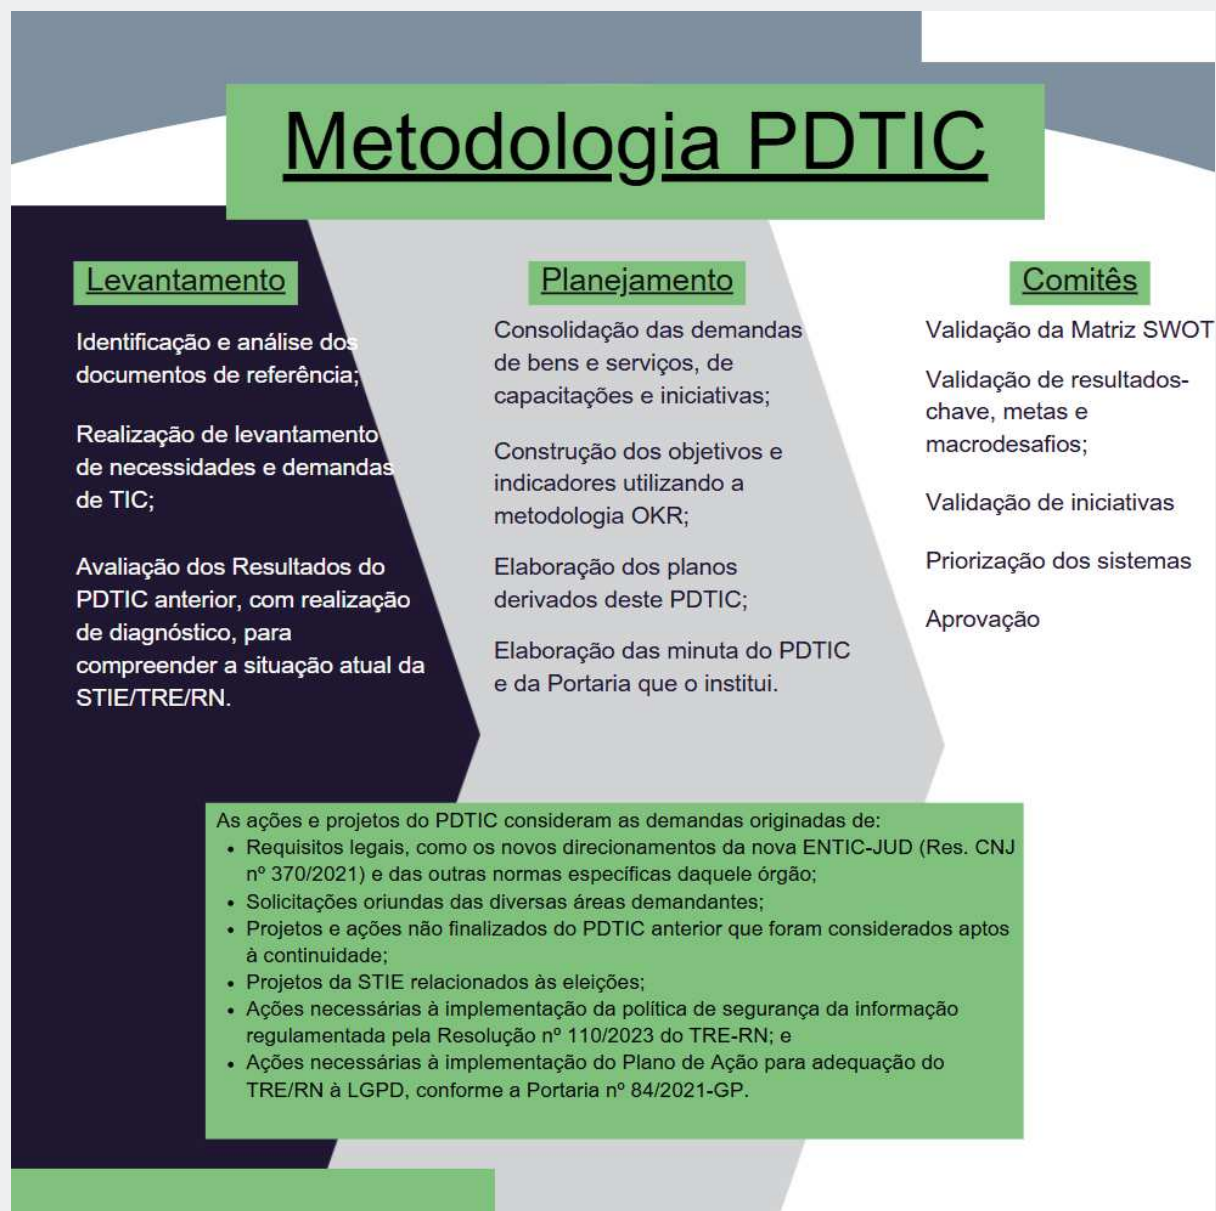 Metodologia PDTIC
Levantamento
Identificação e análise dos
documentos de referência;
Realização de levantamento
de necessidades e demandas
de TIC;
Avaliação dos Resultados do
PDTIC anterior, com realização
de diagnóstico, para
compreender a situação atual da
STIE/TRE/RN.
Planejamento
Consolidação das demandas
de bens e serviços, de
capacitações e iniciativas;
Construção dos objetivos e
indicadores utilizando a
metodologia OKR;
Elaboração dos planos
derivados deste PDTIC;
Elaboração das minuta do PDTIC
e da Portaria que o institui.
Comitês
Validação da Matriz SWOT
Validação de resultados-
chave, metas e
macrodesafios;
Validação de iniciativas
Priorização dos sistemas
Aprovação
As ações e projetos do PDTIC consideram as demandas originadas de:
• Requisitos legais, como os novos direcionamentos da nova ENTIC-JUD (Res. CNJ
nº 370/2021) e das outras normas específicas daquele órgão;
• Solicitações oriundas das diversas áreas demandantes;
• Projetos e ações não finalizados do PDTIC anterior que foram considerados aptos
à continuidade;
• Projetos da STIE relacionados às eleições;
• Ações necessárias à implementação da política de segurança da informação
regulamentada pela Resolução nº 110/2023 do TRE-RN; e
• Ações necessárias à implementação do Plano de Ação para adequação do
TRE/RN à LGPD, conforme a Portaria nº 84/2021-GP.